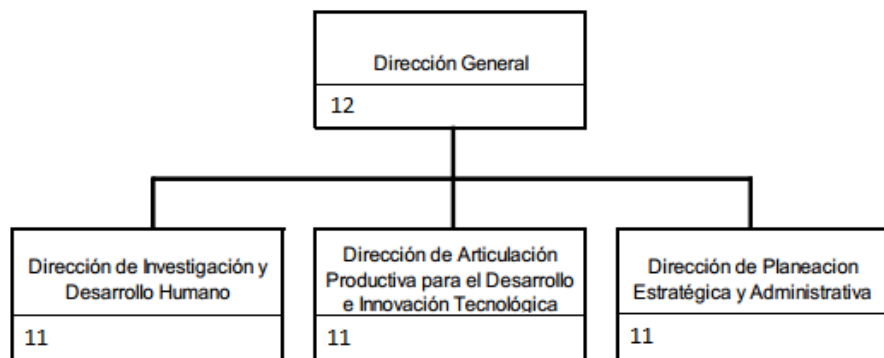 Dirección General
12
Dirección de Investigación y
Desarrollo Humano
11
Dirección de Articulación
Productiva para el Desarrollo
e Innovación Tecnológica
11
Dirección de Planeacion
Estratégica y Administrativa
11